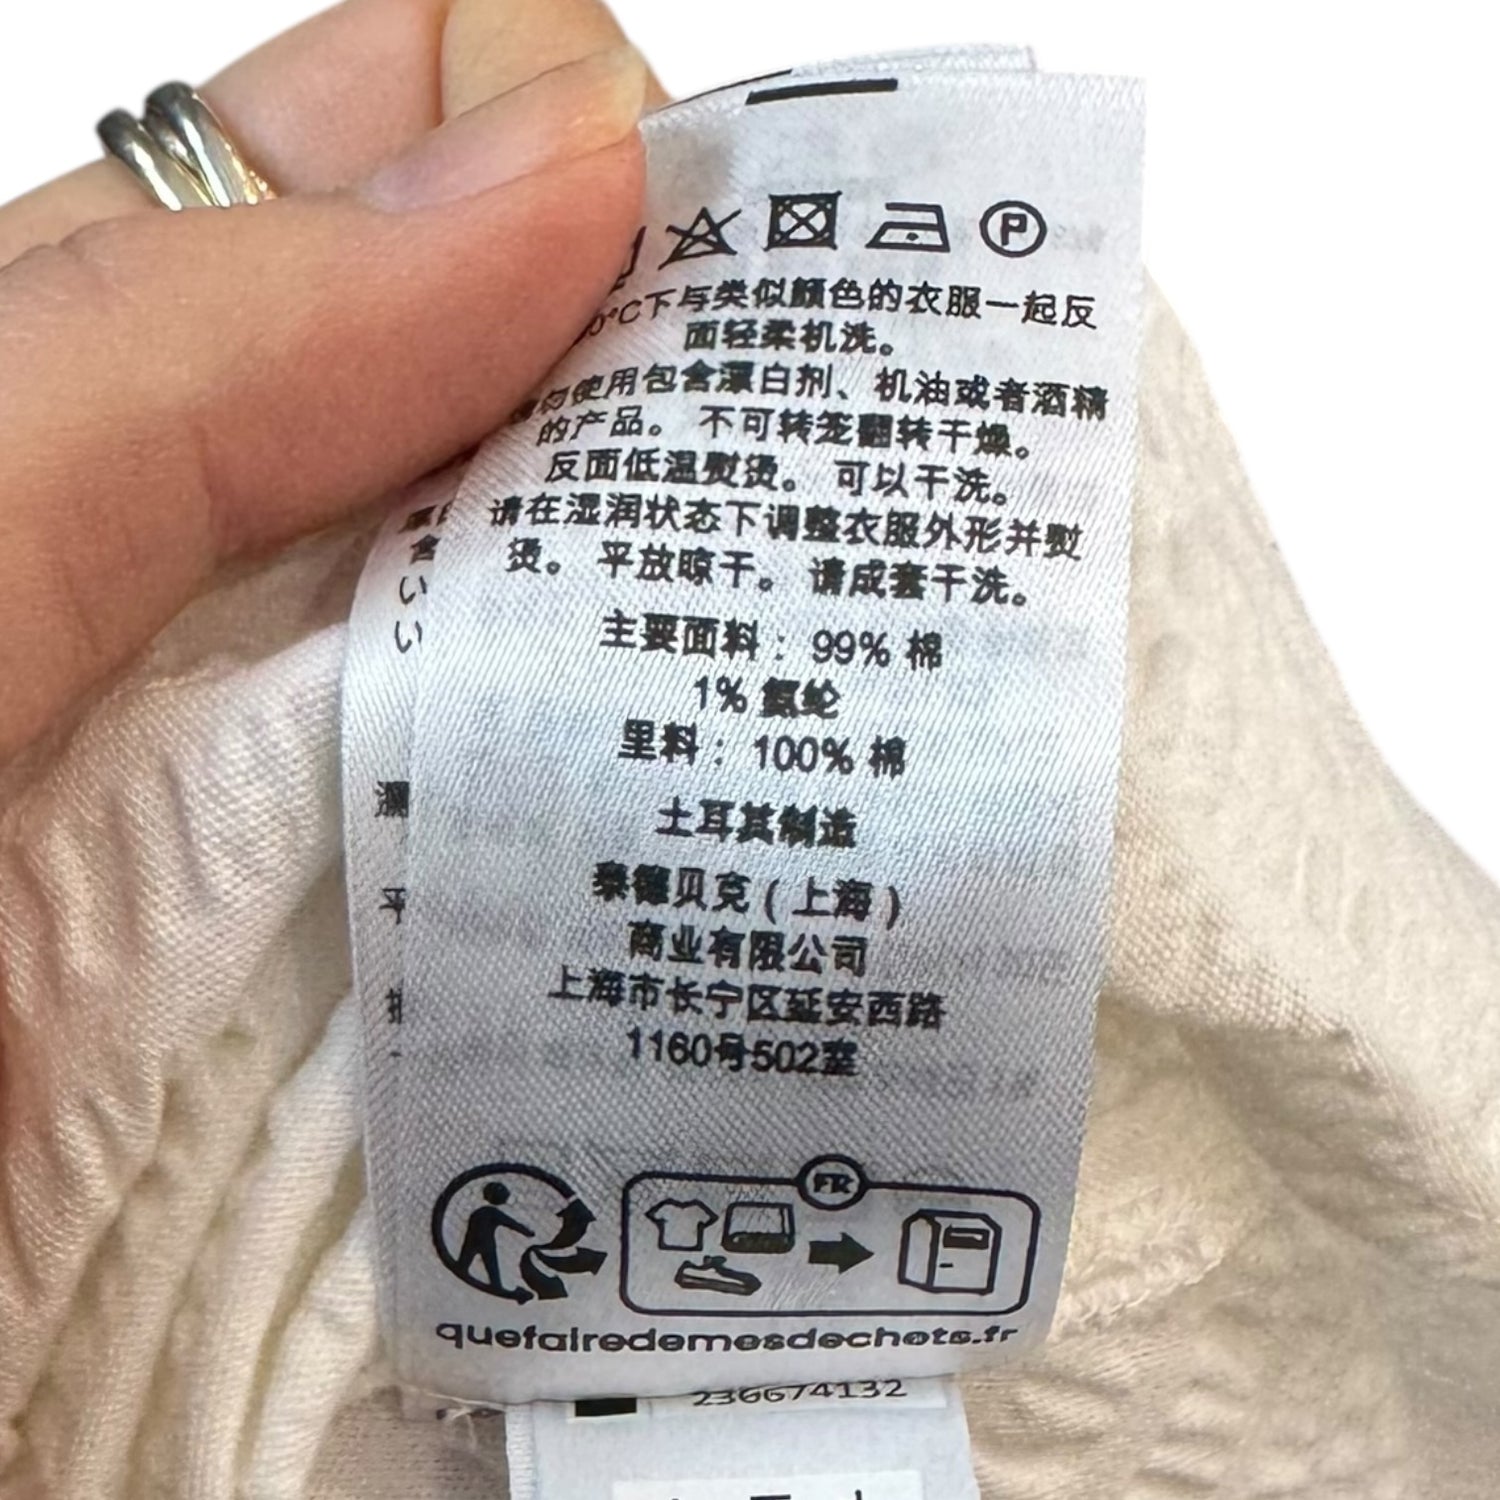 P
0°C下与类似颜色的衣服一起反
面轻柔机洗。
勿使用包含漂白剂、机油或者酒精
的产品。 不可转笼翻转干燥。
反面低温熨烫。 可以干洗。
请在湿润状态下调整衣服外形并熨
烫。 平放晾干。 请成套干洗。
主要面料: 99% 棉
1% 氨纶
里料: 100% 棉
土耳其制造
泰德贝克(上海)
商业有限公司
上海市长宁区延安西路
1160号502室
FR
quefairedemesdechets.fr
236674132
含
い
い
平